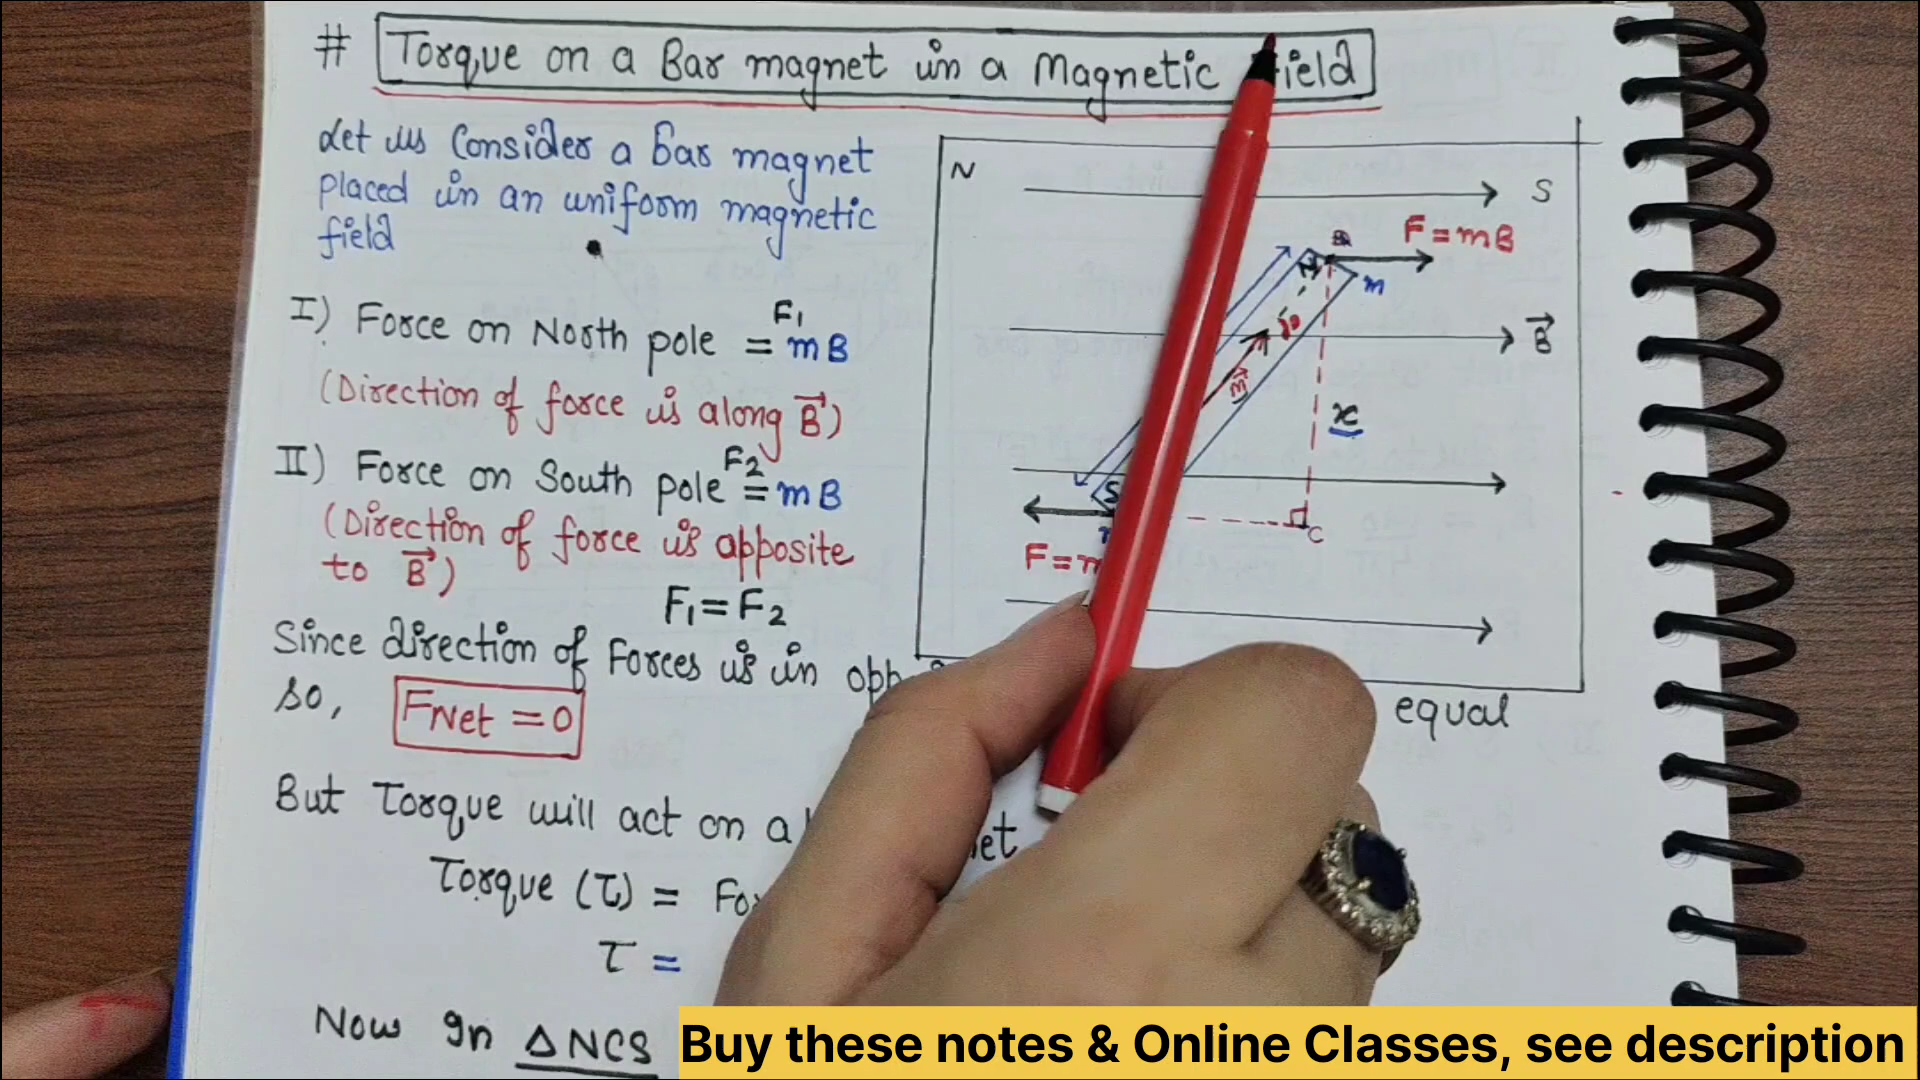 # Torque on a Bar magnet in a Magnetic field
Let us Consider a bar magnet
placed in an uniform magnetic
field
I) Force on North pole = mB
F₁
(Direction of force is along B⃗)
II) Force on South pole = mB
F₂
(Direction of force is opposite
to B⃗)
F₁ = F₂
Since direction of Forces is in
equal
so, FNet = 0
But Torque will act on a
Torque (τ) =
τ =
Now In ΔNCS
N
S
F = mB
m
B⃗
θ
m⃗
x
S
C
F =
Buy these notes & Online Classes, see description